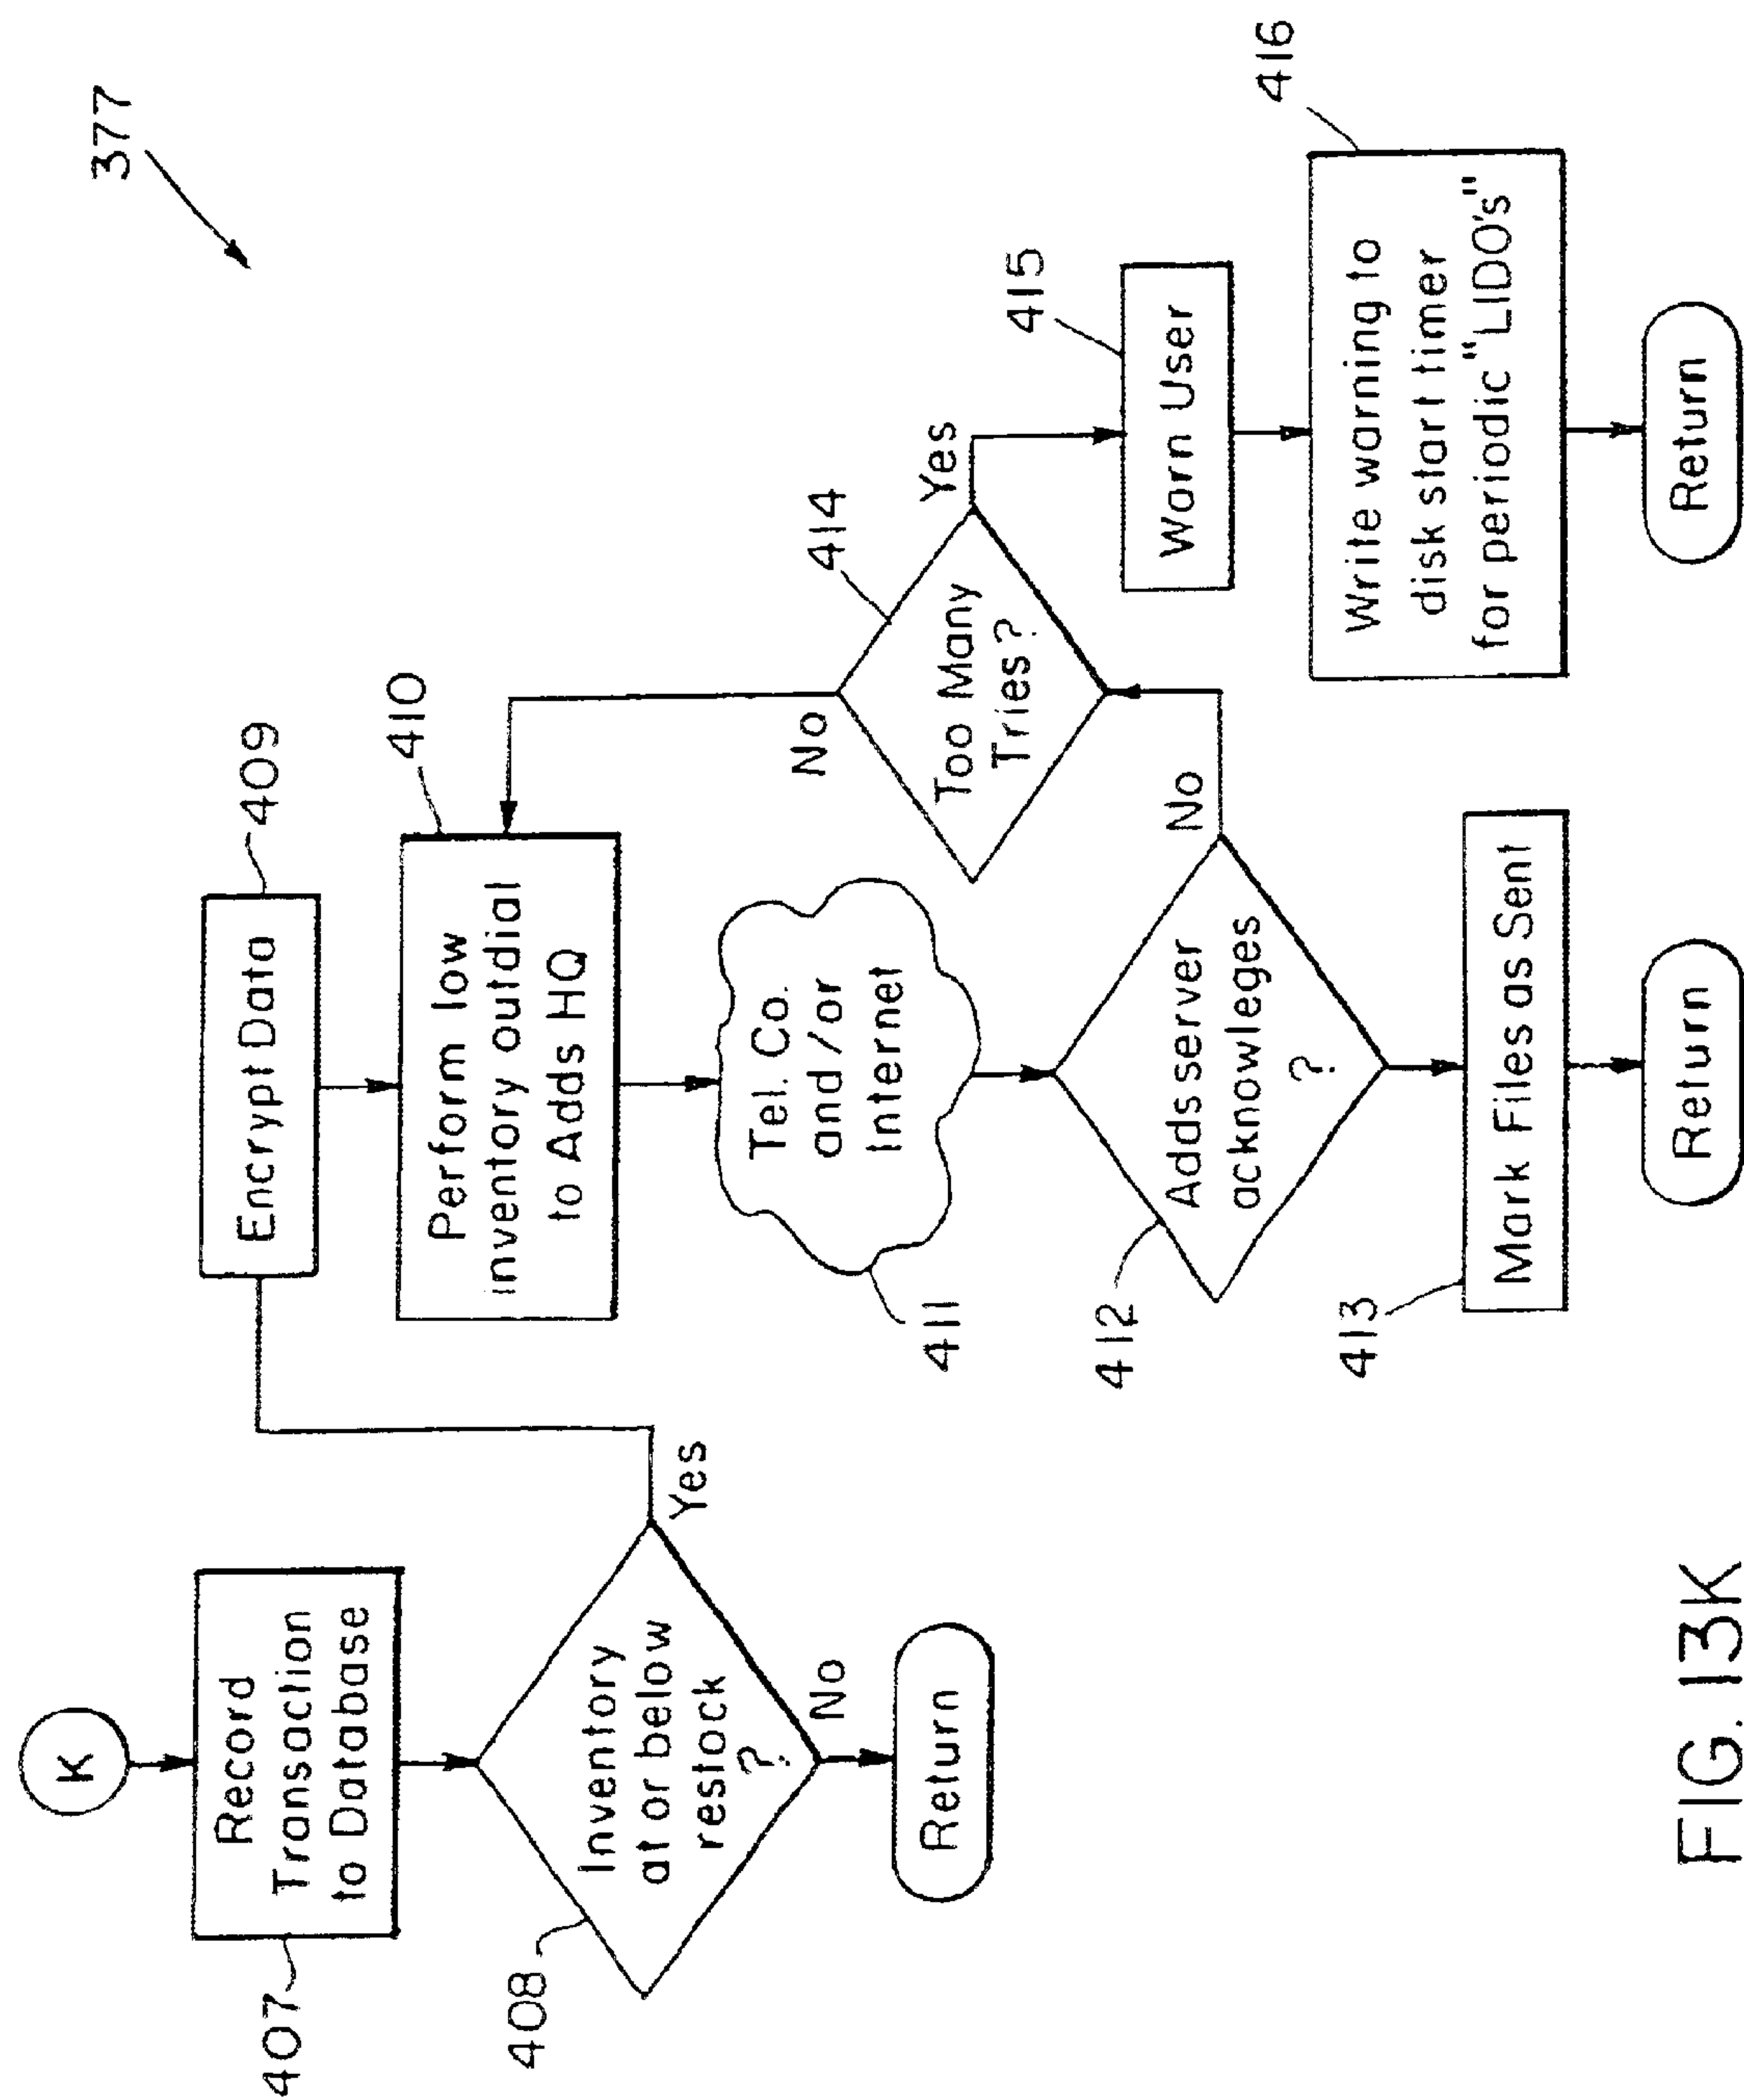 377
K
Record
Transaction
to Database
407
Inventory
at or below
restock
?
408
Yes
No
Return
Encrypt Data
409
Perform low
inventory outdial
to Adds HQ
410
Tel. Co.
and/or
Internet
411
Adds server
acknowleges
?
412
No
Mark Files as Sent
413
Return
Too Many
Tries?
414
No
Yes
Warn User
415
Write warning to
disk start timer
for periodic "LIDO's"
416
Return
FIG. 13K